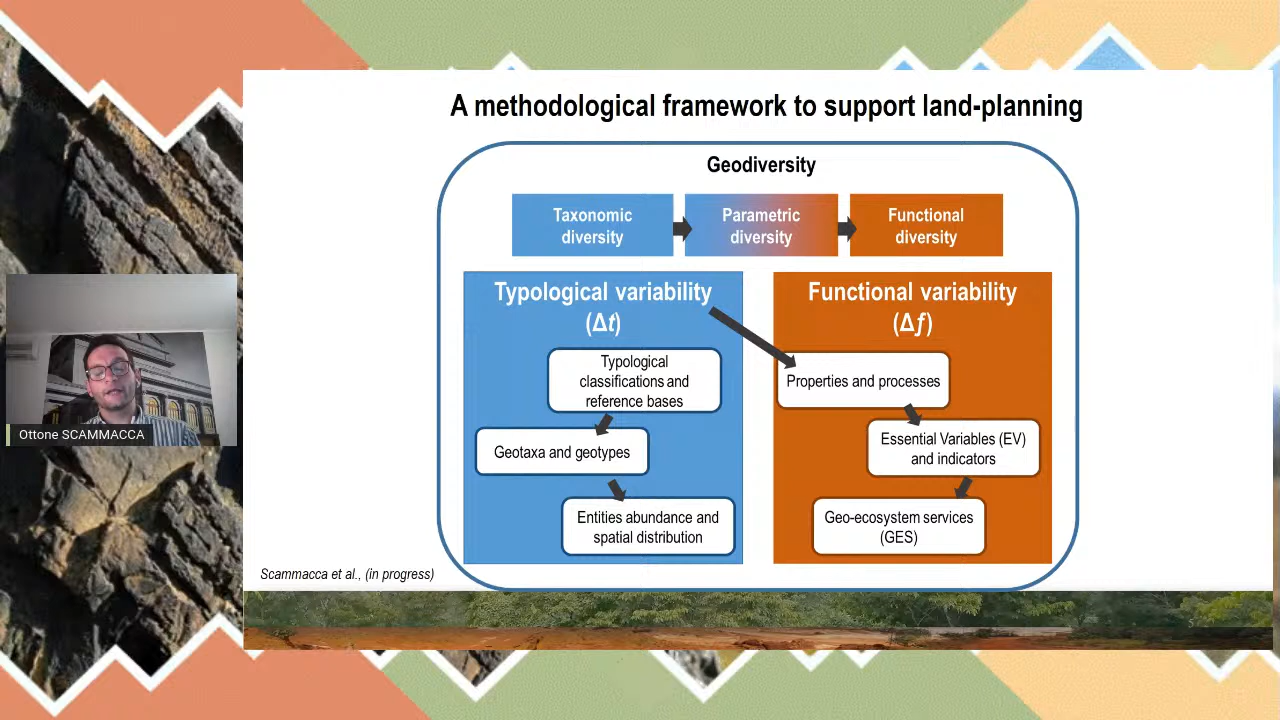 A methodological framework to support land-planning
Geodiversity
Taxonomic
diversity
Parametric
diversity
Functional
diversity
Typological variability
(Δt)
Typological
classifications and
reference bases
Geotaxa and geotypes
Entities abundance and
spatial distribution
Functional variability
(Δƒ)
Properties and processes
Essential Variables (EV)
and indicators
Geo-ecosystem services
(GES)
Ottone SCAMMACCA
Scammacca et al., (in progress)